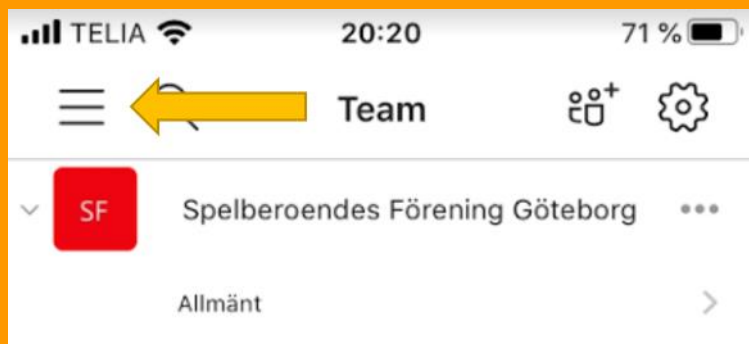 TELIA 20:20 71 %
Team
SF Spelberoendes Förening Göteborg
Allmänt